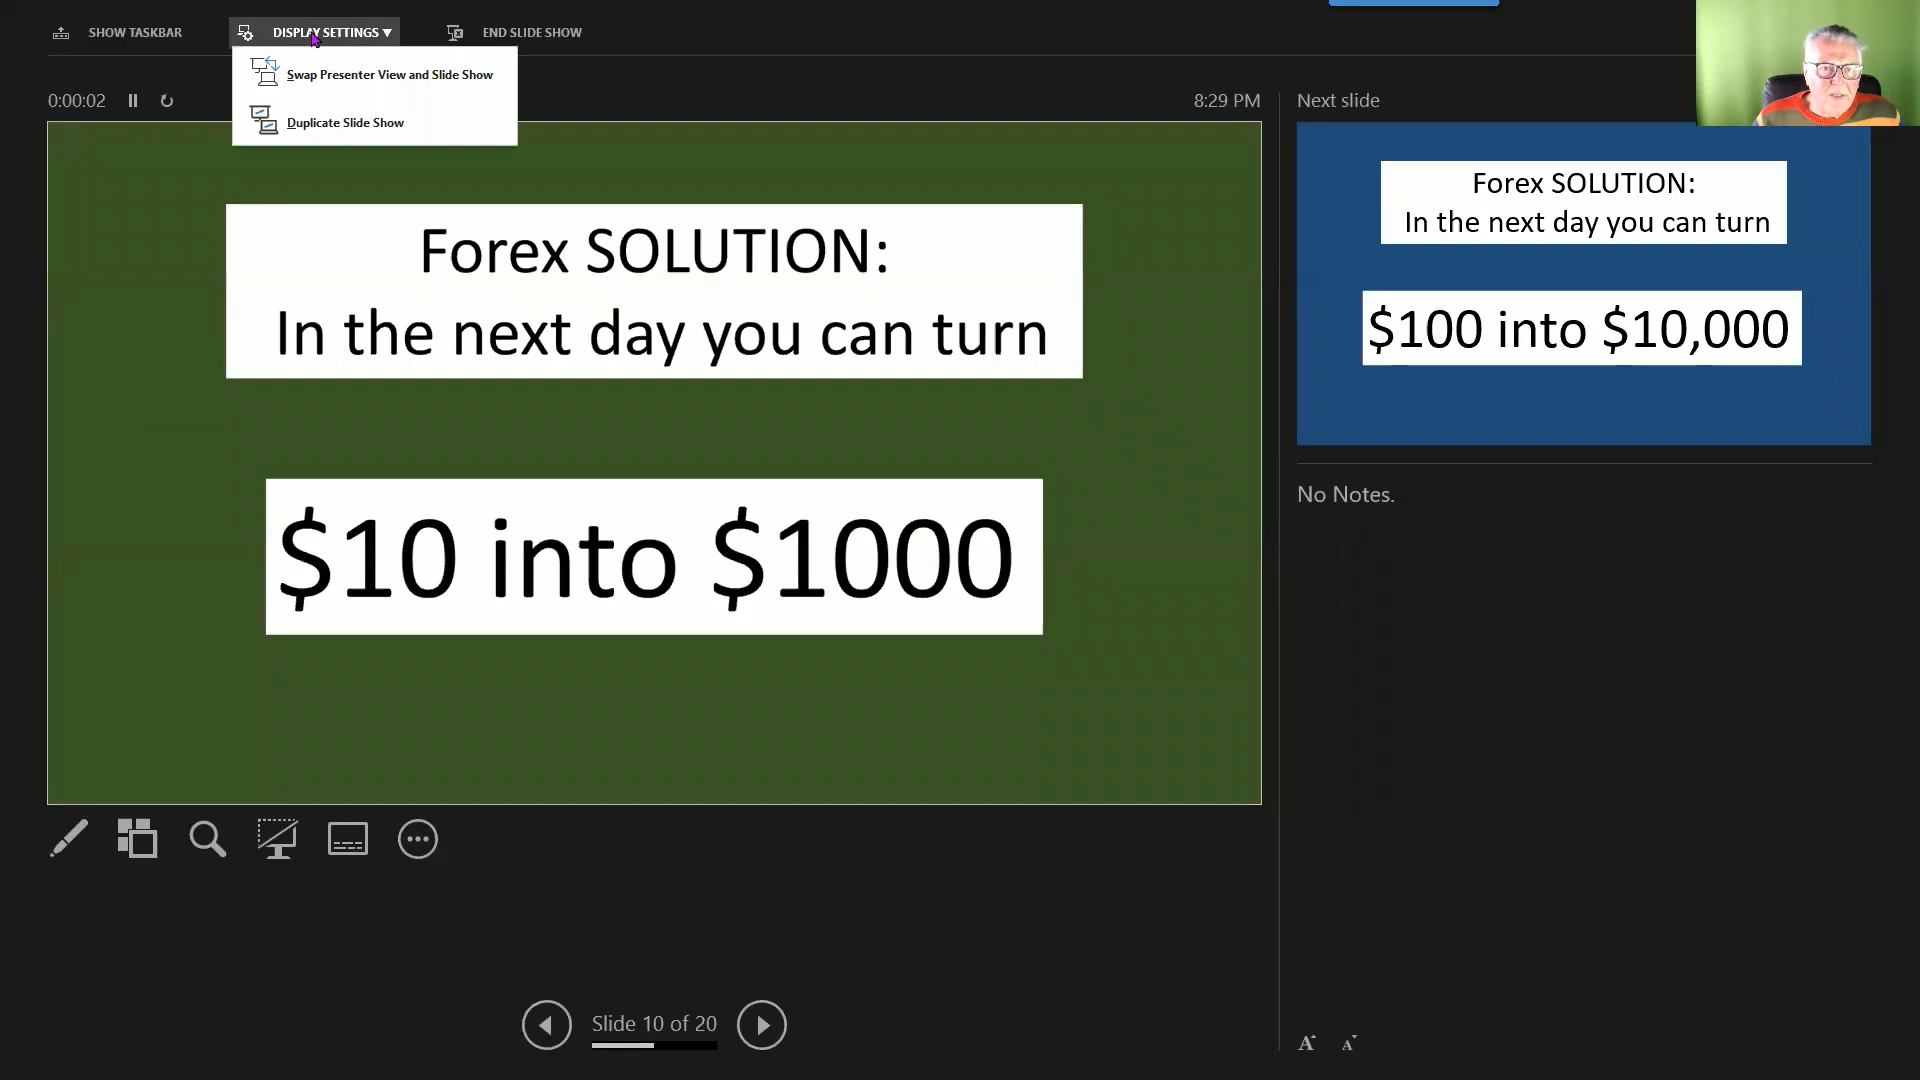 SHOW TASKBAR
DISPLAY SETTINGS ▼
END SLIDE SHOW
Swap Presenter View and Slide Show
Duplicate Slide Show
0:00:02
8:29 PM
Forex SOLUTION:
In the next day you can turn
$10 into $1000
Next slide
Forex SOLUTION:
In the next day you can turn
$100 into $10,000
No Notes.
Slide 10 of 20
A
A